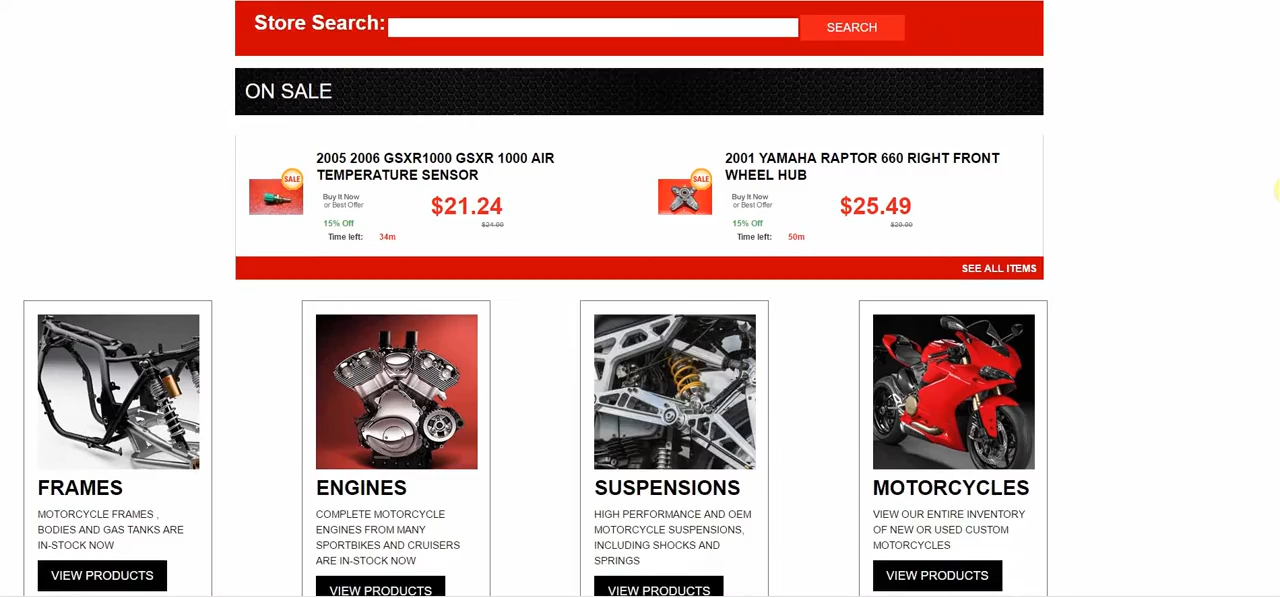 Store Search:
SEARCH
ON SALE
2005 2006 GSXR1000 GSXR 1000 AIR
TEMPERATURE SENSOR
SALE
Buy It Now
or Best Offer
$21.24
15% Off
$24.99
Time left: 34m
2001 YAMAHA RAPTOR 660 RIGHT FRONT
WHEEL HUB
SALE
Buy It Now
or Best Offer
$25.49
15% Off
$29.99
Time left: 50m
SEE ALL ITEMS
FRAMES
MOTORCYCLE FRAMES ,
BODIES AND GAS TANKS ARE
IN-STOCK NOW
VIEW PRODUCTS
ENGINES
COMPLETE MOTORCYCLE
ENGINES FROM MANY
SPORTBIKES AND CRUISERS
ARE IN-STOCK NOW
VIEW PRODUCTS
SUSPENSIONS
HIGH PERFORMANCE AND OEM
MOTORCYCLE SUSPENSIONS,
INCLUDING SHOCKS AND
SPRINGS
VIEW PRODUCTS
MOTORCYCLES
VIEW OUR ENTIRE INVENTORY
OF NEW OR USED CUSTOM
MOTORCYCLES
VIEW PRODUCTS